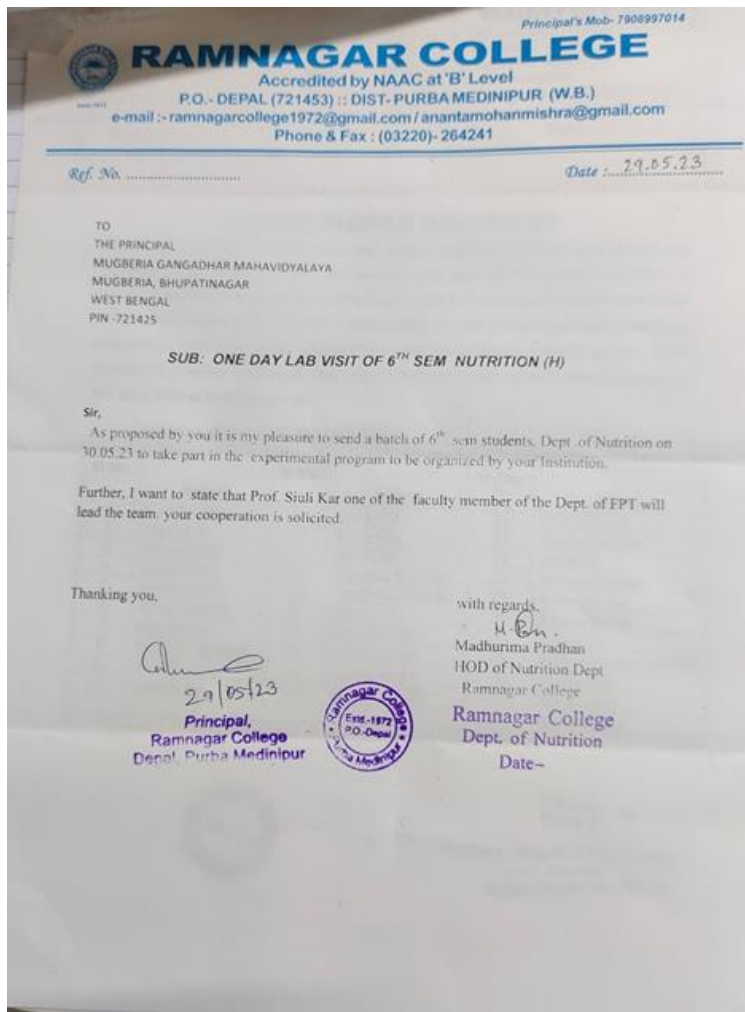 Principal's Mob- 7908997014
RAMNAGAR COLLEGE
Accredited by NAAC at 'B' Level
P.O.- DEPAL (721453) :: DIST- PURBA MEDINIPUR (W.B.)
e-mail :- ramnagarcollege1972@gmail.com / anantamohanmishra@gmail.com
Phone & Fax : (03220)- 264241
Ref. No. ............................
Date :....29.05.23.....
TO
THE PRINCIPAL
MUGBERIA GANGADHAR MAHAVIDYALAYA
MUGBERIA, BHUPATINAGAR
WEST BENGAL
PIN -721425
SUB: ONE DAY LAB VISIT OF 6TH SEM NUTRITION (H)
Sir,
As proposed by you it is my pleasure to send a batch of 6th sem students, Dept .of Nutrition on
30.05.23 to take part in the experimental program to be organized by your Institution.
Further, I want to state that Prof. Siuli Kar one of the faculty member of the Dept. of FPT will
lead the team. your cooperation is solicited.
Thanking you,
with regards.
Madhurima Pradhan
HOD of Nutrition Dept
Ramnagar College
29/05/23
Principal,
Ramnagar College
Depal, Purba Medinipur
Ramnagar College
Estd.-1972
P.O.-Depal
Purba Medinipur
Ramnagar College
Dept. of Nutrition
Date–